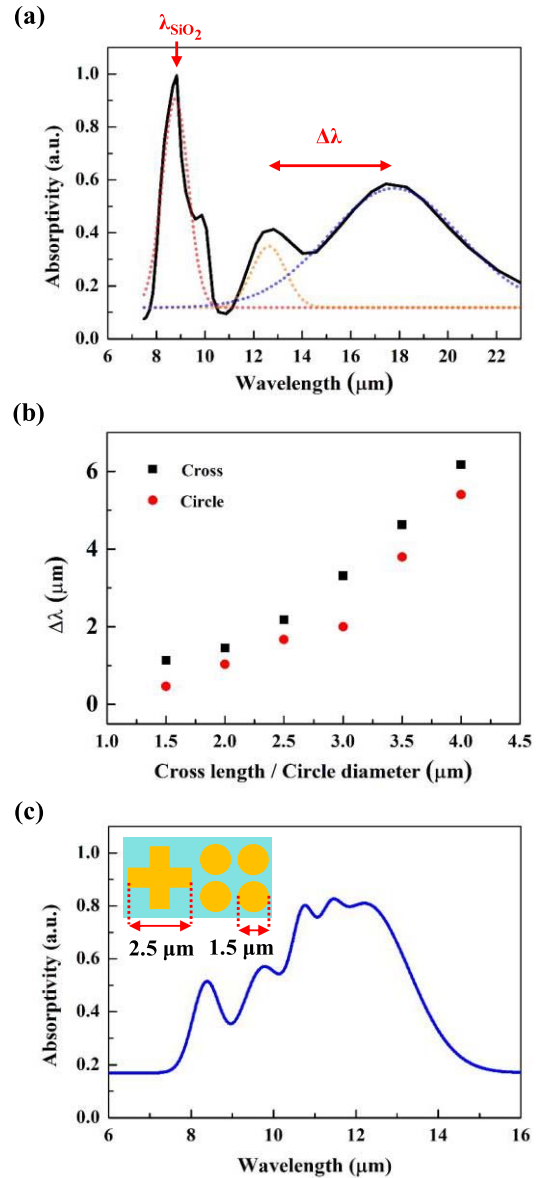 (a)
λSiO2
Δλ
Absorptivity (a.u.)
1.0
0.8
0.6
0.4
0.2
0.0
6 8 10 12 14 16 18 20 22
Wavelength (μm)
(b)
Cross
Circle
Δλ (μm)
6
4
2
0
1.0 1.5 2.0 2.5 3.0 3.5 4.0 4.5
Cross length / Circle diameter (μm)
(c)
2.5 μm 1.5 μm
Absorptivity (a.u.)
1.0
0.8
0.6
0.4
0.2
0.0
6 8 10 12 14 16
Wavelength (μm)